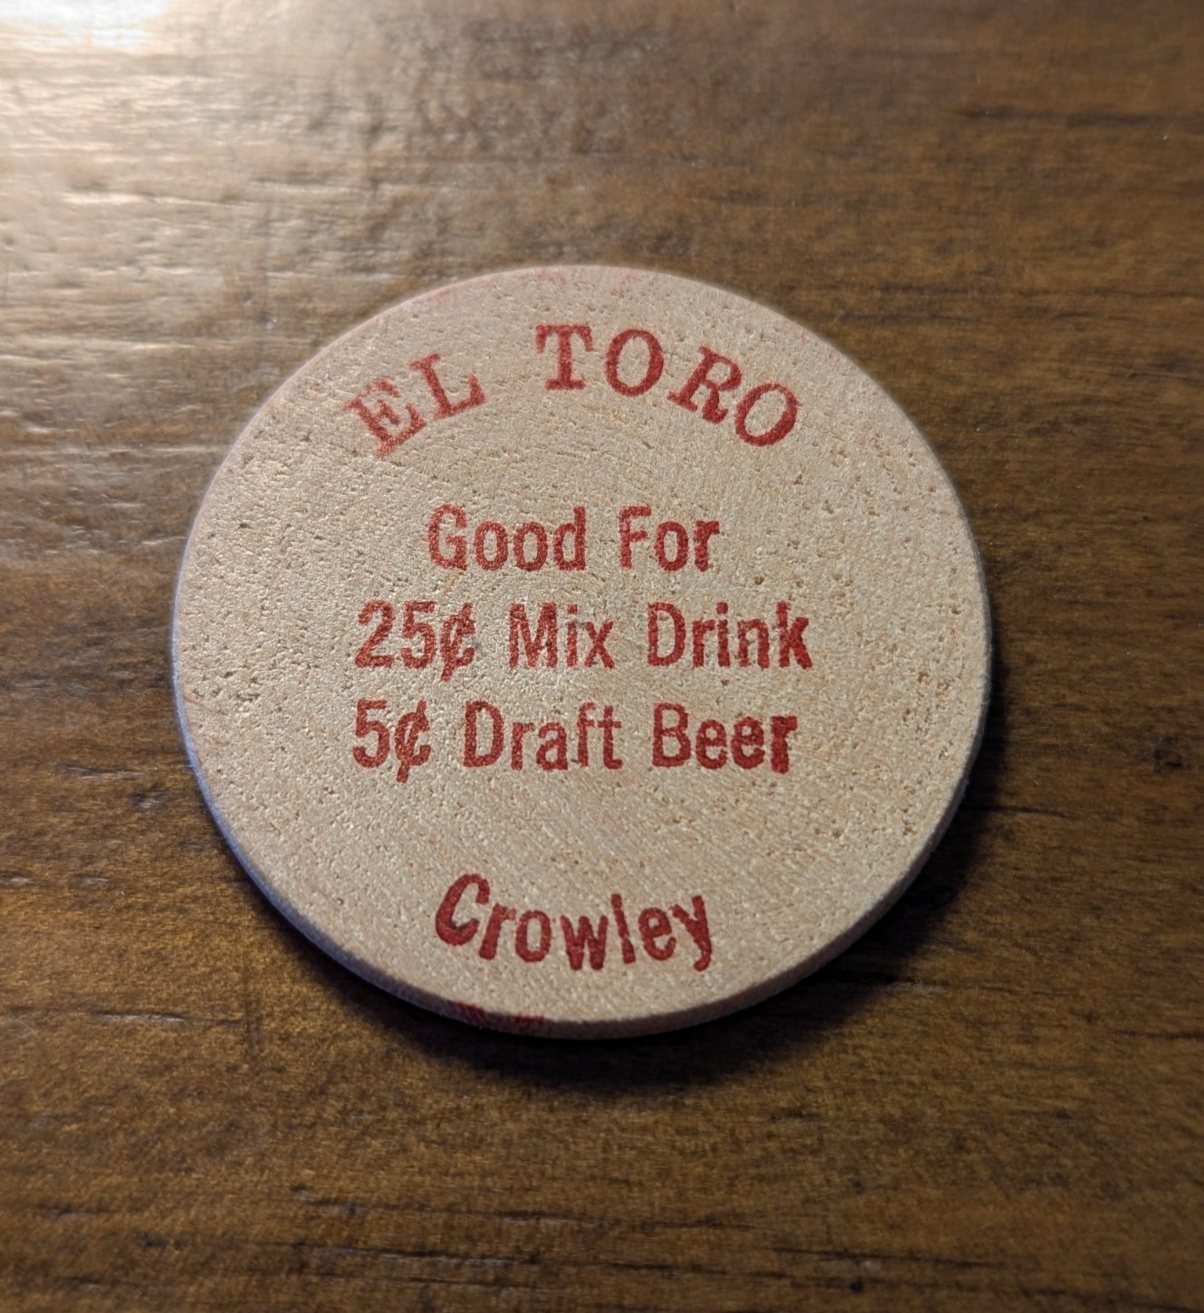 EL TORO
Good For
25¢ Mix Drink
5¢ Draft Beer
Crowley